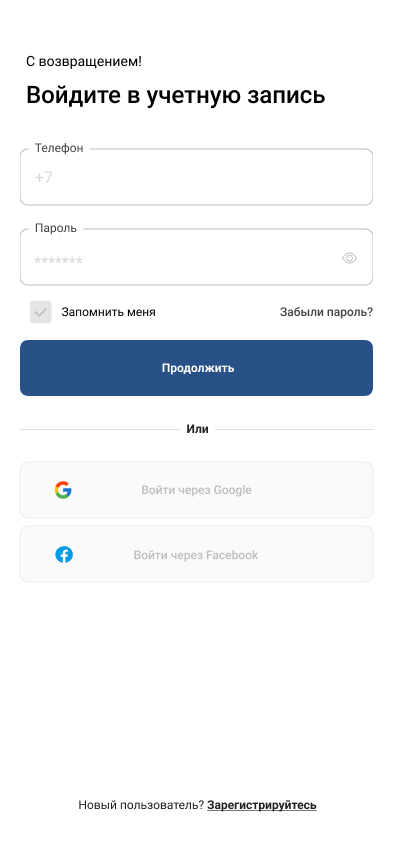 С возвращением!
Войдите в учетную запись
Телефон
+7
Пароль
*******
Запомнить меня
Забыли пароль?
Продолжить
Или
Войти через Google
Войти через Facebook
Новый пользователь? Зарегистрируйтесь